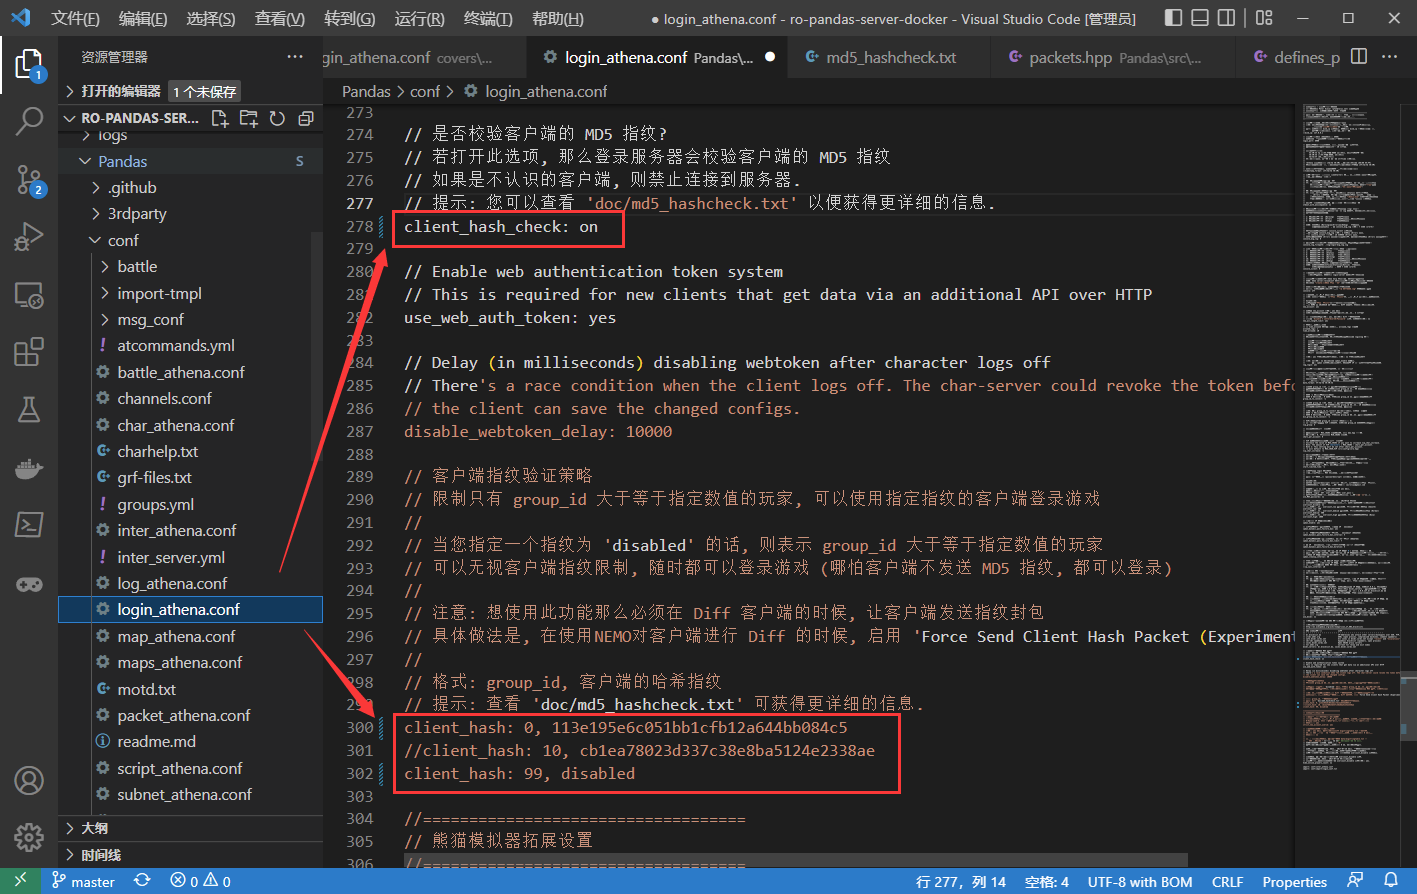 文件(F) 编辑(E) 选择(S) 查看(V) 转到(G) 运行(R) 终端(T) 帮助(H) ● login_athena.conf - ro-pandas-server-docker - Visual Studio Code [管理员]
资源管理器
gin_athena.conf covers\...
login_athena.conf Pandas\... ●
md5_hashcheck.txt
packets.hpp Pandas\src\...
defines_p
打开的编辑器 1 个未保存
RO-PANDAS-SER...
logs
Pandas S
.github
3rdparty
conf
battle
import-tmpl
msg_conf
atcommands.yml
battle_athena.conf
channels.conf
char_athena.conf
charhelp.txt
grf-files.txt
groups.yml
inter_athena.conf
inter_server.yml
log_athena.conf
login_athena.conf
map_athena.conf
maps_athena.conf
motd.txt
packet_athena.conf
readme.md
script_athena.conf
subnet_athena.conf
大纲
时间线
1
2
Pandas > conf > login_athena.conf
273
274 // 是否校验客户端的 MD5 指纹?
275 // 若打开此选项, 那么登录服务器会校验客户端的 MD5 指纹
276 // 如果是不认识的客户端, 则禁止连接到服务器.
277 // 提示: 您可以查看 'doc/md5_hashcheck.txt' 以便获得更详细的信息.
278 client_hash_check: on
279
280 // Enable web authentication token system
281 // This is required for new clients that get data via an additional API over HTTP
282 use_web_auth_token: yes
283
284 // Delay (in milliseconds) disabling webtoken after character logs off
285 // There's a race condition when the client logs off. The char-server could revoke the token befo
286 // the client can save the changed configs.
287 disable_webtoken_delay: 10000
288
289 // 客户端指纹验证策略
290 // 限制只有 group_id 大于等于指定数值的玩家, 可以使用指定指纹的客户端登录游戏
291 //
292 // 当您指定一个指纹为 'disabled' 的话, 则表示 group_id 大于等于指定数值的玩家
293 // 可以无视客户端指纹限制, 随时都可以登录游戏 (哪怕客户端不发送 MD5 指纹, 都可以登录)
294 //
295 // 注意: 想使用此功能那么必须在 Diff 客户端的时候, 让客户端发送指纹封包
296 // 具体做法是, 在使用NEMO对客户端进行 Diff 的时候, 启用 'Force Send Client Hash Packet (Experiment
297 //
298 // 格式: group_id, 客户端的哈希指纹
299 // 提示: 查看 'doc/md5_hashcheck.txt' 可获得更详细的信息.
300 client_hash: 0, 113e195e6c051bb1cfb12a644bb084c5
301 //client_hash: 10, cb1ea78023d337c38e8ba5124e2338ae
302 client_hash: 99, disabled
303
304 //===================================
305 // 熊猫模拟器拓展设置
306 //===================================
master 0 0 行 277, 列 14 空格: 4 UTF-8 with BOM CRLF Properties